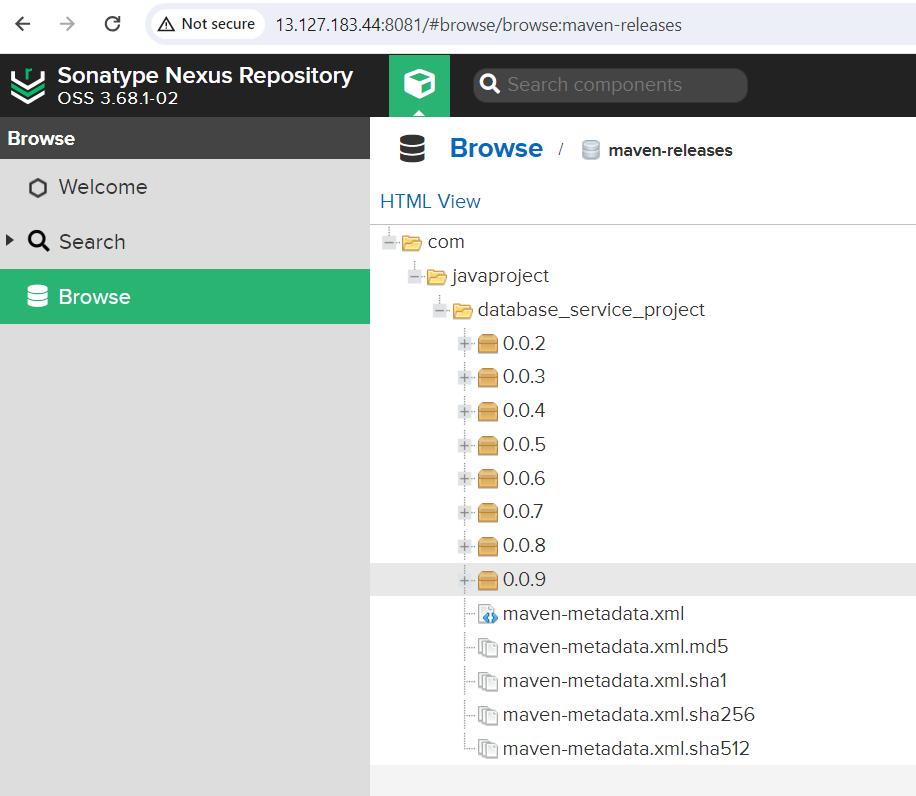 Not secure 13.127.183.44:8081/#browse/browse:maven-releases
Sonatype Nexus Repository
OSS 3.68.1-02
Search components
Browse
Welcome
Search
Browse
Browse / maven-releases
HTML View
com
javaproject
database_service_project
0.0.2
0.0.3
0.0.4
0.0.5
0.0.6
0.0.7
0.0.8
0.0.9
maven-metadata.xml
maven-metadata.xml.md5
maven-metadata.xml.sha1
maven-metadata.xml.sha256
maven-metadata.xml.sha512